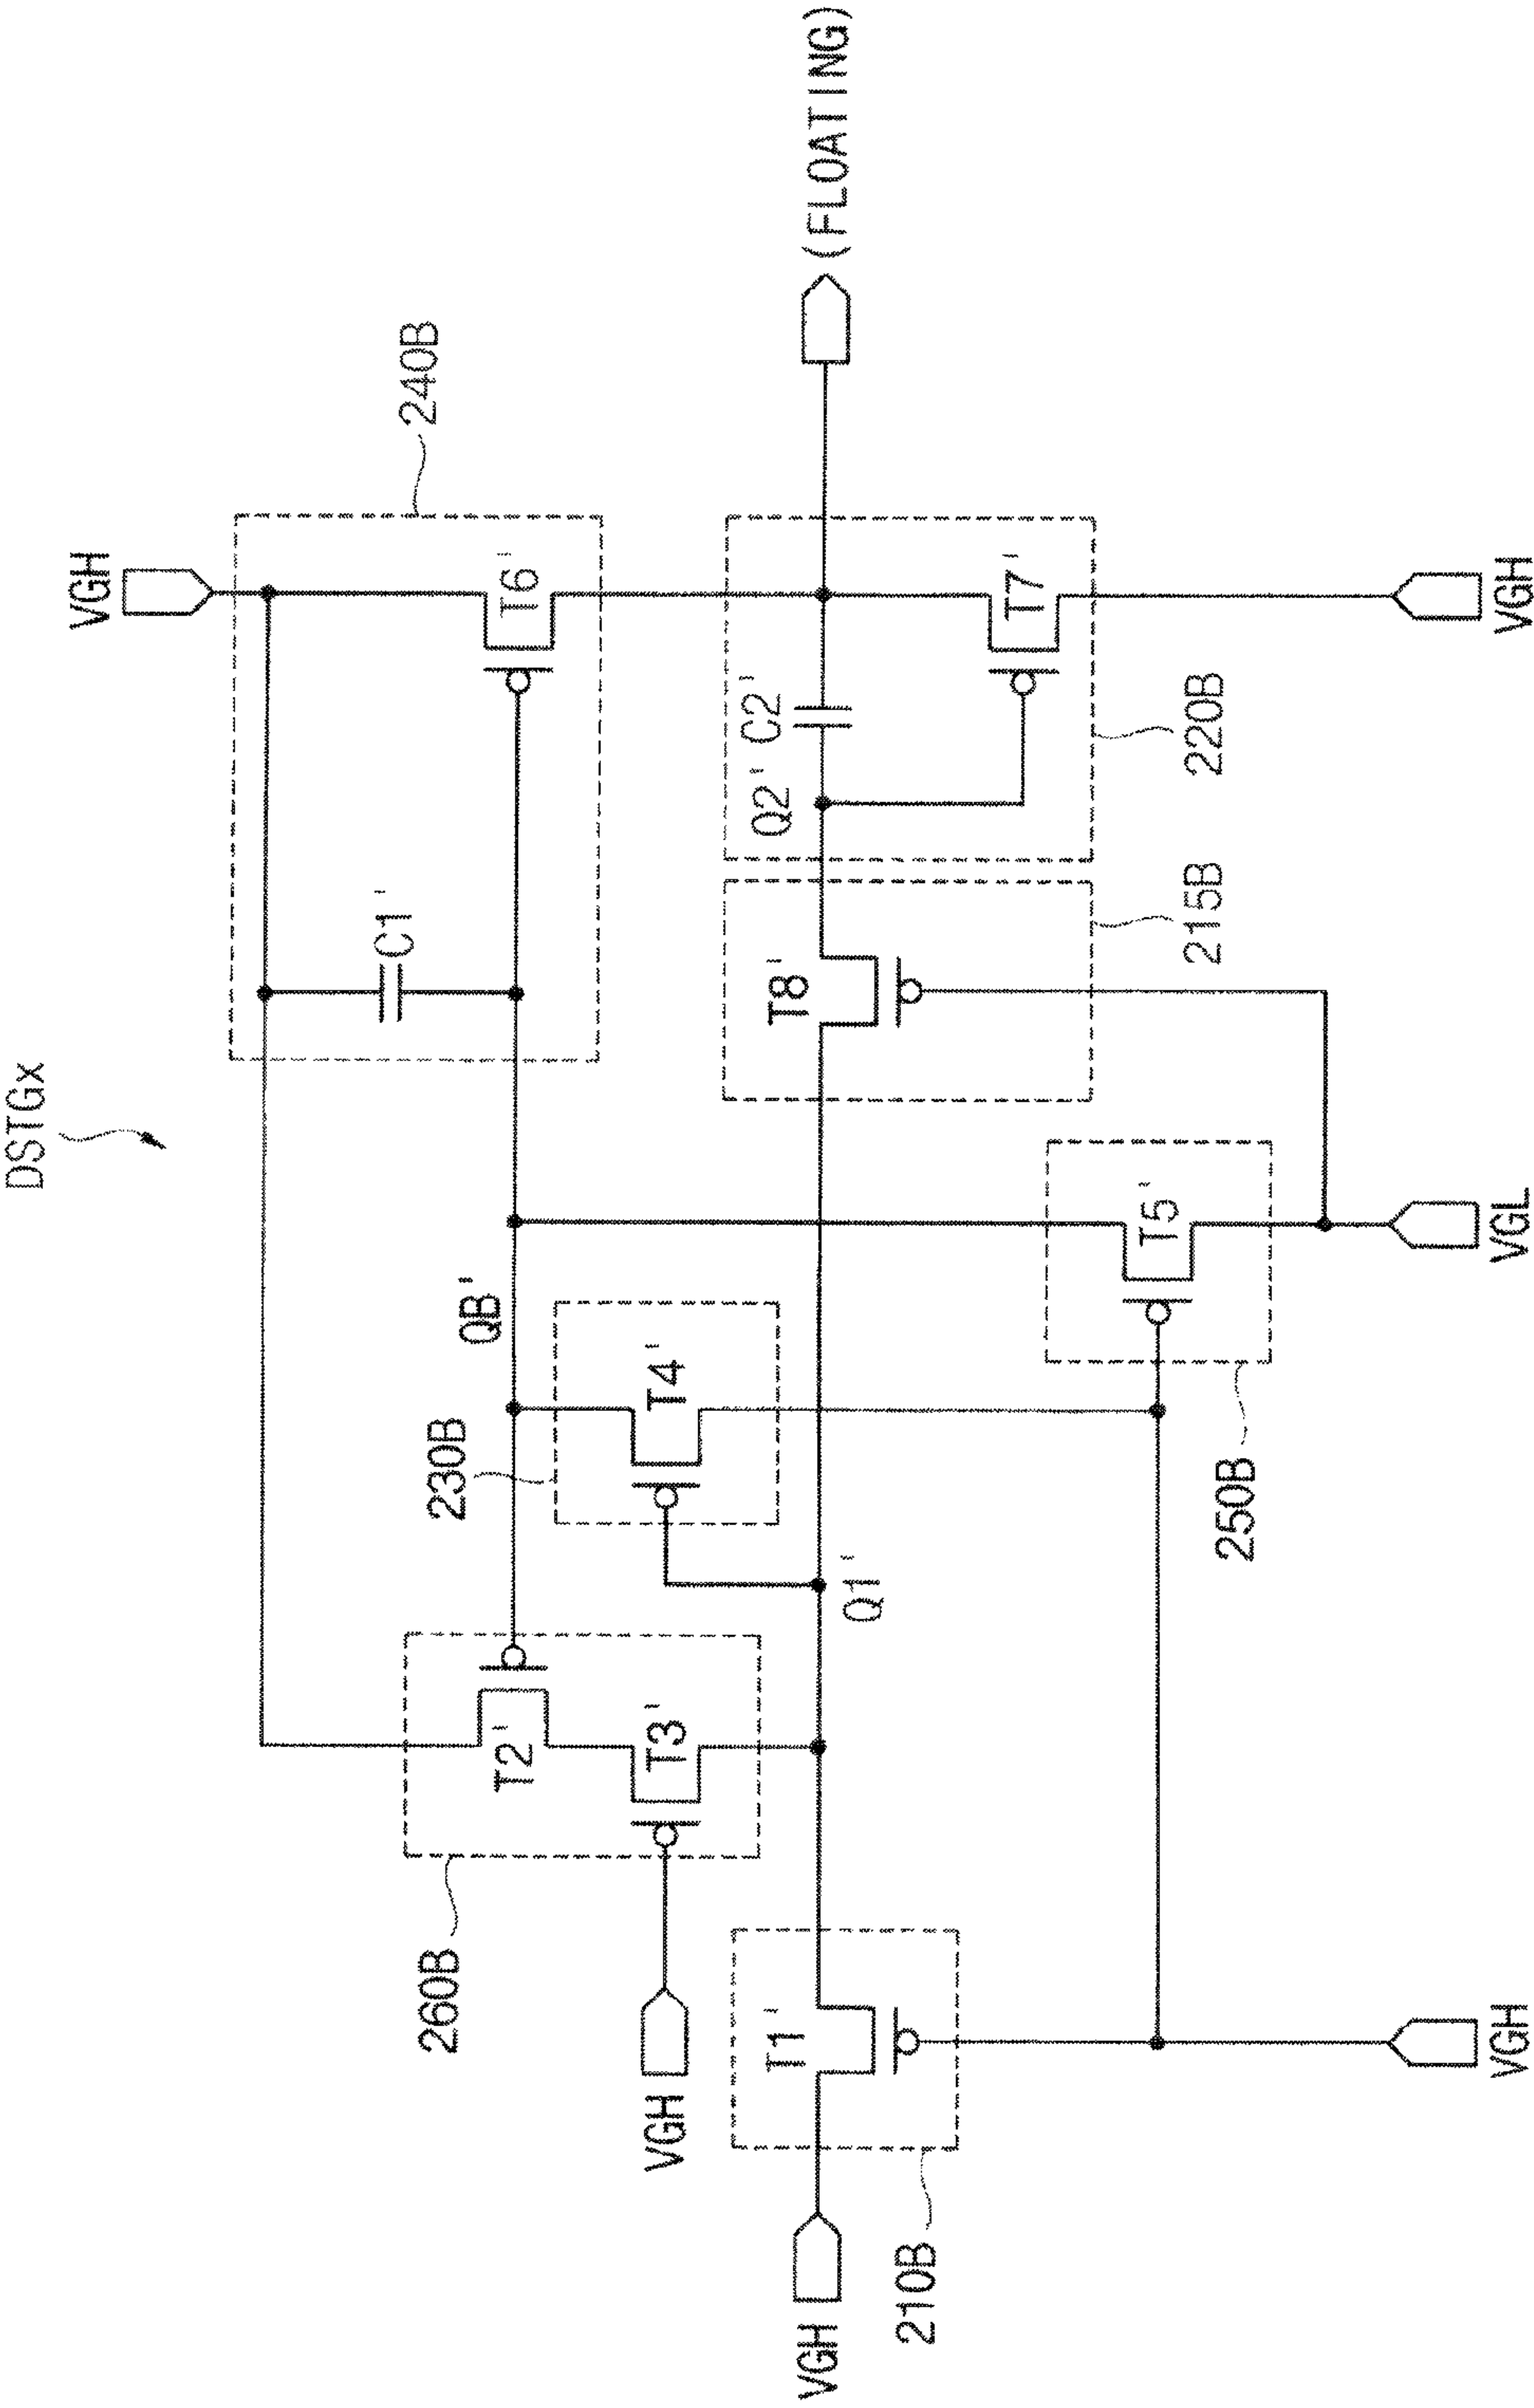 DSTGx
VGH
240B
C1'
T6'
(FLOATING)
QB'
230B
T4'
260B
T2'
T3'
VGH
T8'
Q2'
C2'
T7'
215B
220B
Q1'
T5'
250B
VGH
T1'
210B
VGH
VGL
VGH